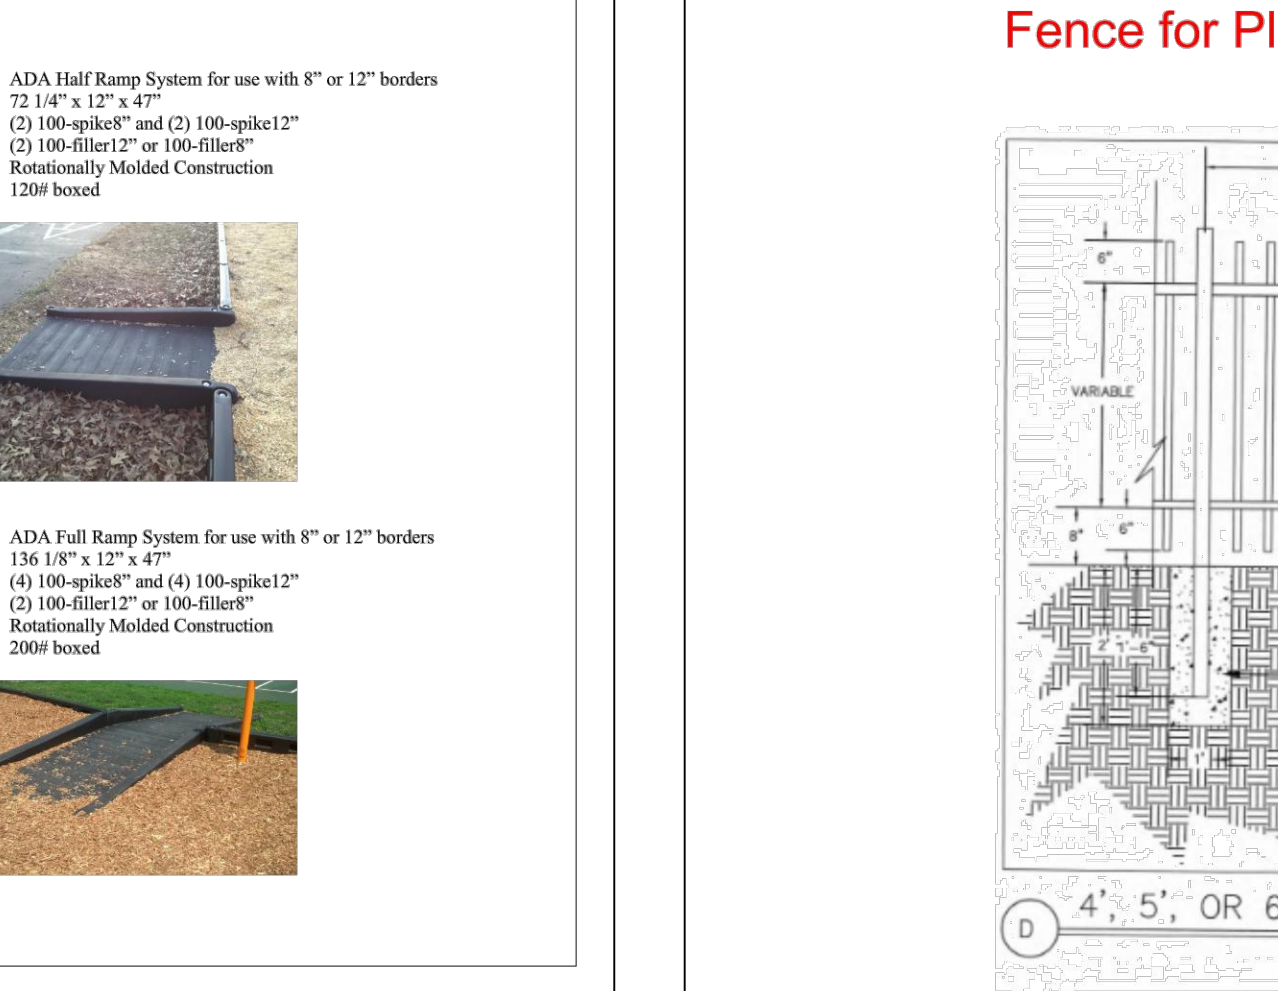 ADA Half Ramp System for use with 8” or 12” borders
72 1/4” x 12” x 47”
(2) 100-spike8” and (2) 100-spike12”
(2) 100-filler12” or 100-filler8”
Rotationally Molded Construction
120# boxed
ADA Full Ramp System for use with 8” or 12” borders
136 1/8” x 12” x 47”
(4) 100-spike8” and (4) 100-spike12”
(2) 100-filler12” or 100-filler8”
Rotationally Molded Construction
200# boxed
Fence for Pl
6"
VARIABLE
8"
6"
2'
1'-6"
1'
D
4', 5', OR 6